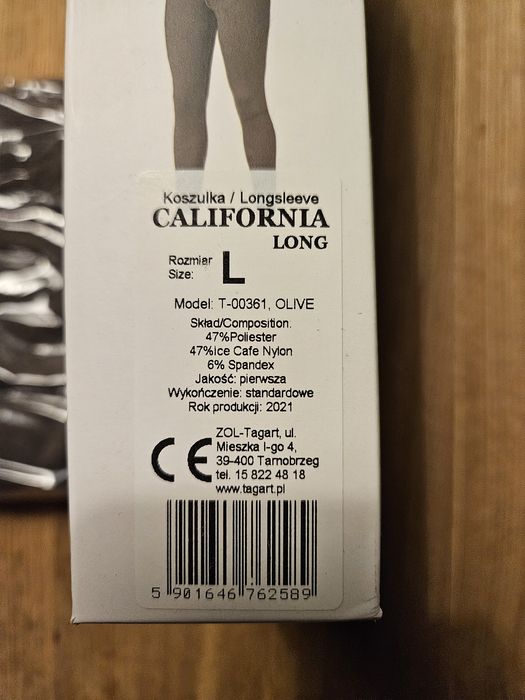 Koszulka / Longsleeve
CALIFORNIA
LONG
Rozmiar
Size: L
Model: T-00361, OLIVE
Skład/Composition.
47%Poliester
47%Ice Cafe Nylon
6% Spandex
Jakość: pierwsza
Wykończenie: standardowe
Rok produkcji: 2021
CE
ZOL-Tagart, ul.
Mieszka I-go 4,
39-400 Tarnobrzeg
tel. 15 822 48 18
www.tagart.pl
5 901646 762589